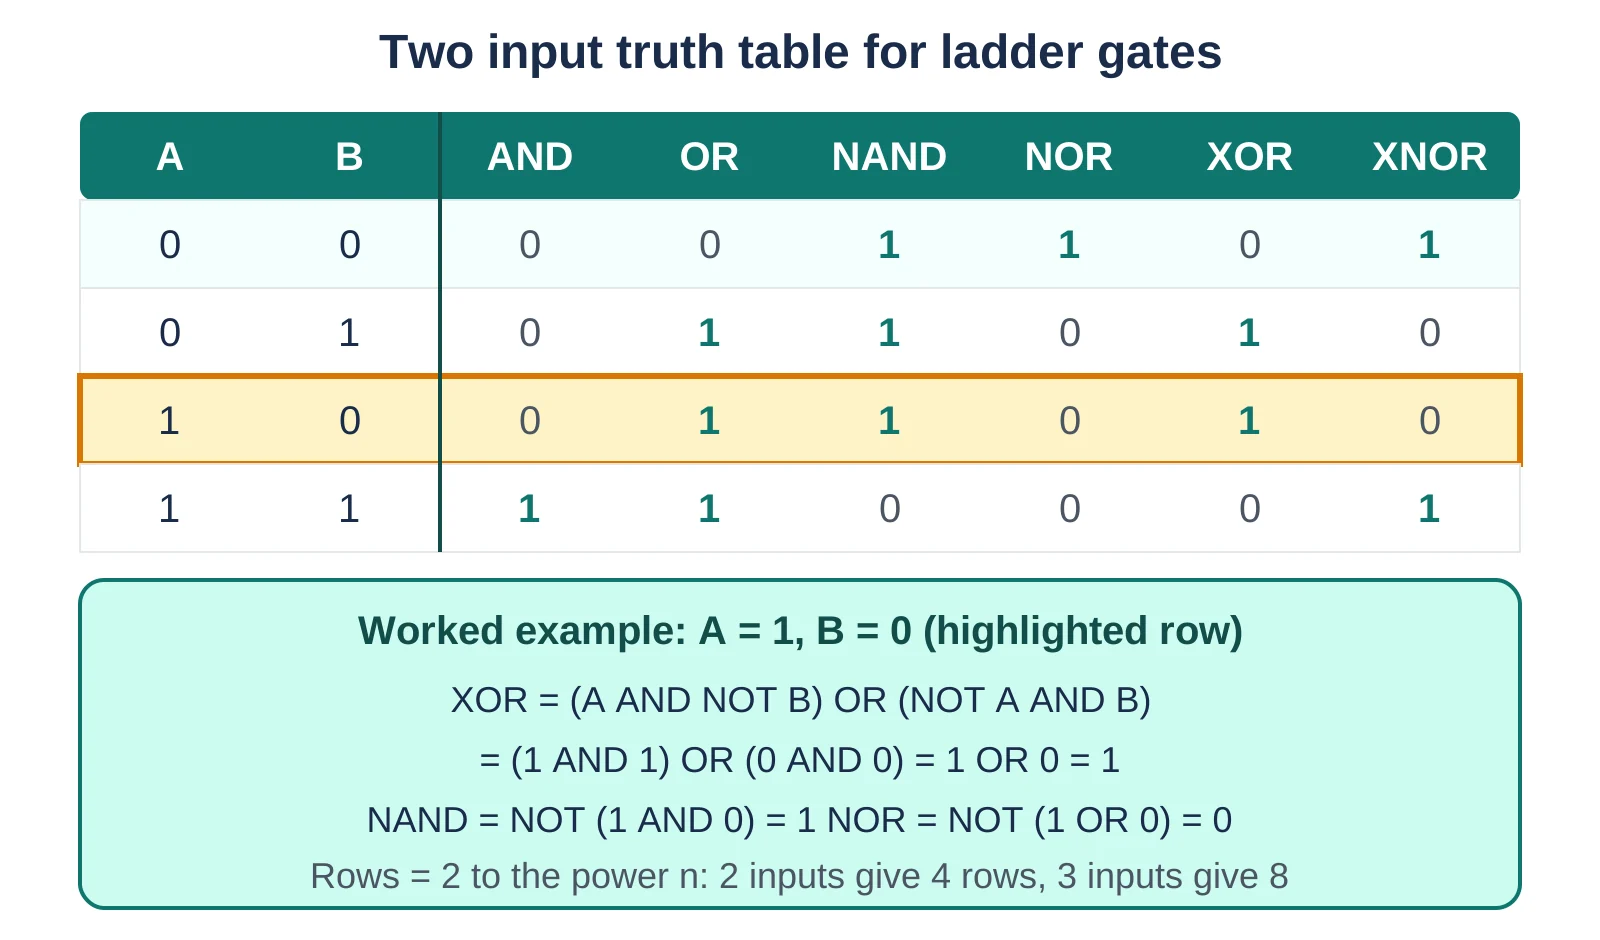 Two input truth table for ladder gates
A B AND OR NAND NOR XOR XNOR
0 0 0 0 1 1 0 1
0 1 0 1 1 0 1 0
1 0 0 1 1 0 1 0
1 1 1 1 0 0 0 1
Worked example: A = 1, B = 0 (highlighted row)
XOR = (A AND NOT B) OR (NOT A AND B)
= (1 AND 1) OR (0 AND 0) = 1 OR 0 = 1
NAND = NOT (1 AND 0) = 1 NOR = NOT (1 OR 0) = 0
Rows = 2 to the power n: 2 inputs give 4 rows, 3 inputs give 8